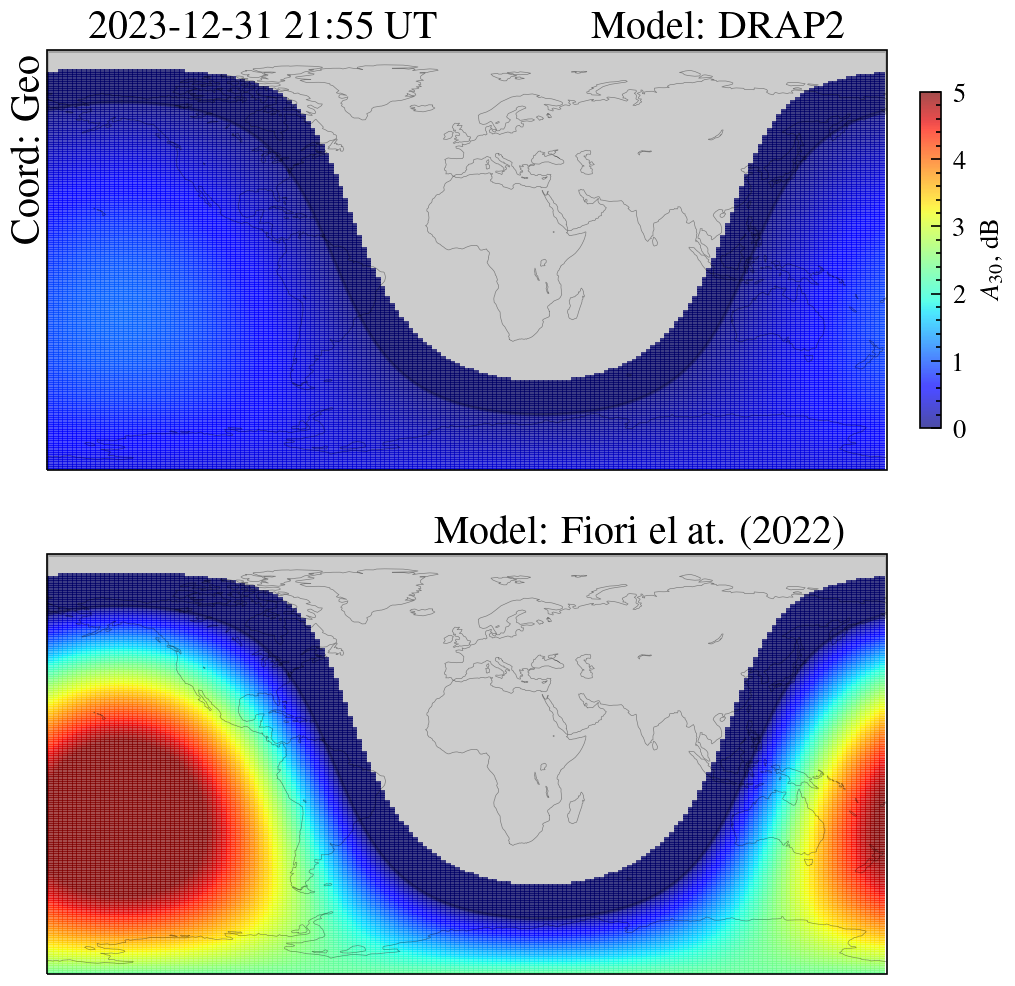 2023-12-31 21:55 UT
Model: DRAP2
Coord: Geo
5
4
3
2
1
0
A30, dB
Model: Fiori el at. (2022)